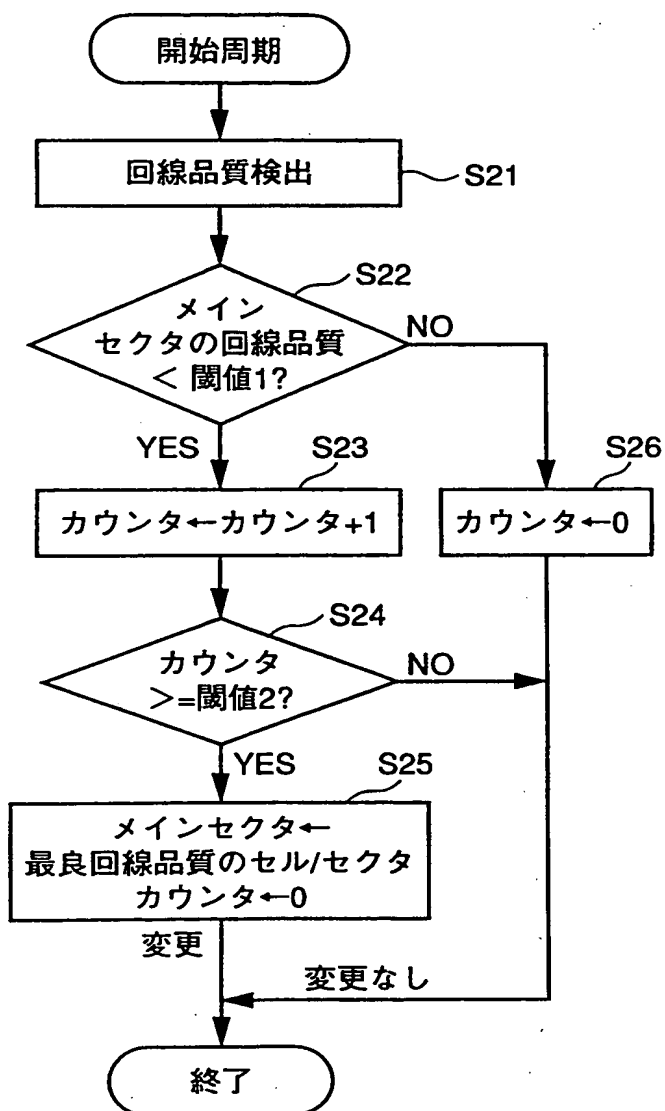 開始周期
回線品質検出
S21
S22
メイン
セクタの回線品質
< 閾値1?
NO
YES
S23
S26
カウンタ←カウンタ+1
カウンタ←0
S24
カウンタ
>=閾値2?
NO
YES
S25
メインセクタ←
最良回線品質のセル/セクタ
カウンタ←0
変更
変更なし
終了